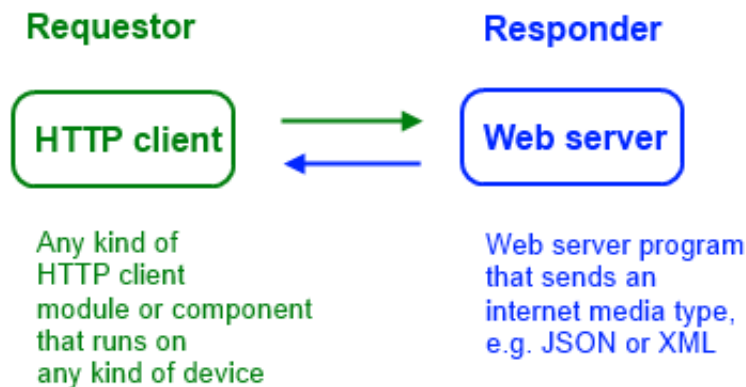 Requestor
Responder
HTTP client
Web server
Any kind of
HTTP client
module or component
that runs on
any kind of device
Web server program
that sends an
internet media type,
e.g. JSON or XML